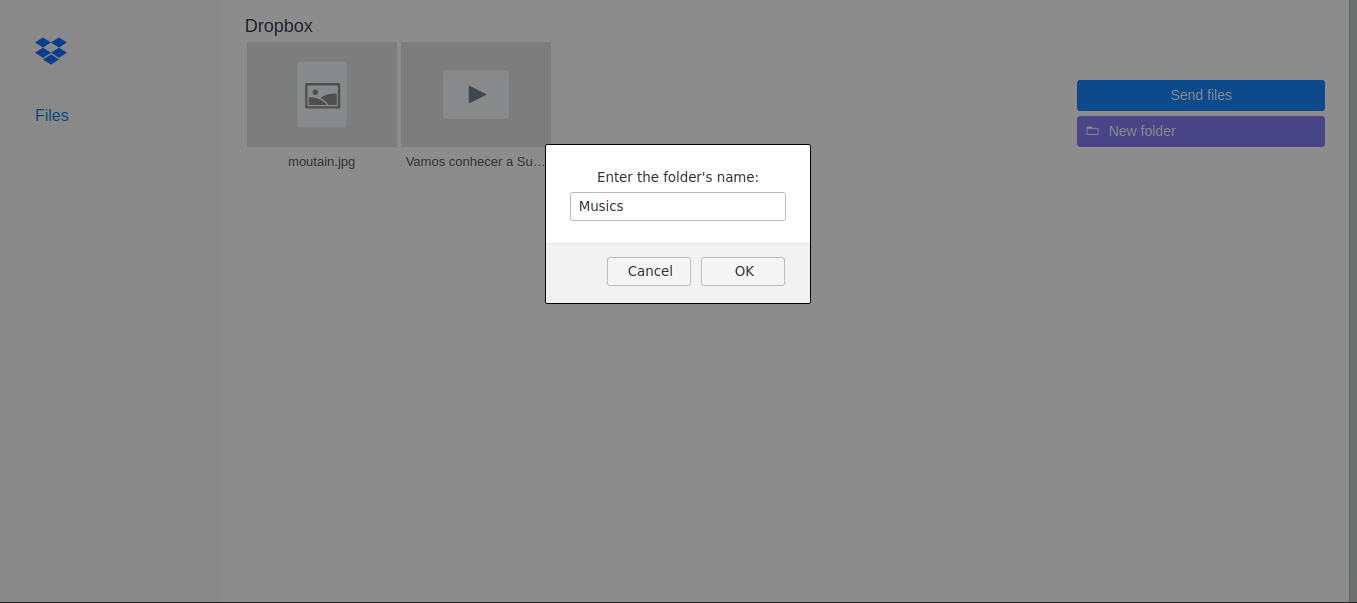 Dropbox
Files
moutain.jpg
Vamos conhecer a Su...
Send files
New folder
Enter the folder's name:
Musics
Cancel
OK